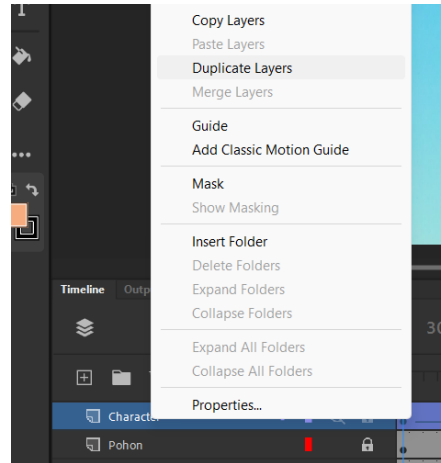 Copy Layers
Paste Layers
Duplicate Layers
Merge Layers
Guide
Add Classic Motion Guide
Mask
Show Masking
Insert Folder
Delete Folders
Expand Folders
Collapse Folders
Expand All Folders
Collapse All Folders
Properties...
Timeline
30
Character
Pohon